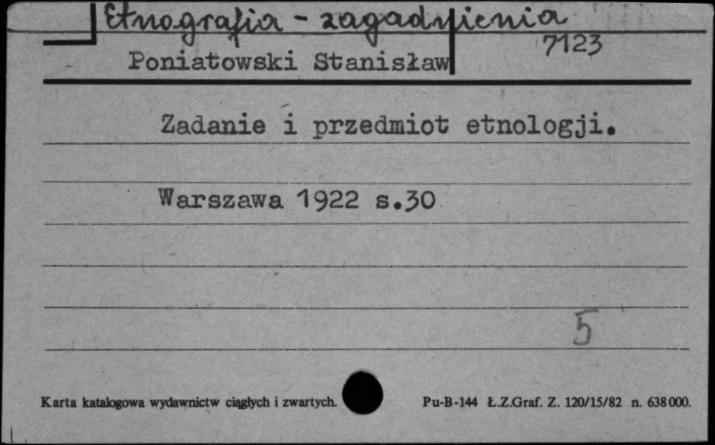 Etnografia - zagadnienia
7123
Poniatowski Stanisław
Zadanie i przedmiot etnologji.
Warszawa 1922 s.30
5
Karta katalogowa wydawnictw ciągłych i zwartych.
Pu-B-144 Ł.Z.Graf. Z. 120/15/82 n. 638000.